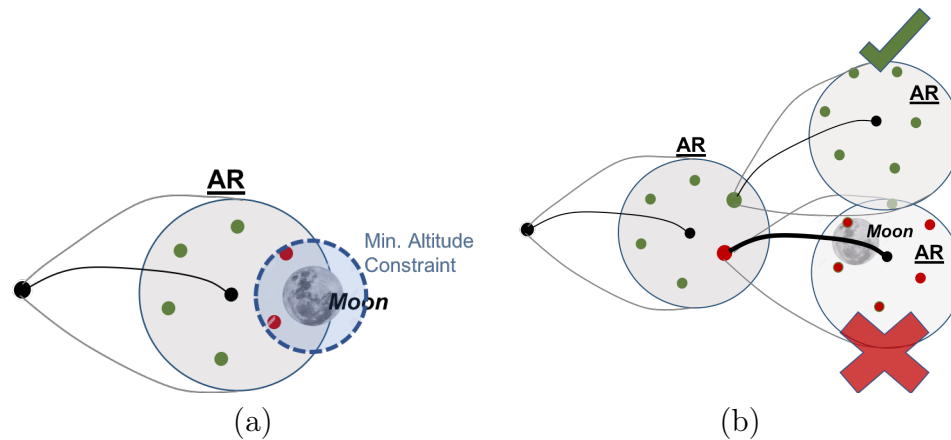 AR
Min. Altitude
Constraint
Moon
(a)
AR
AR
Moon
AR
(b)